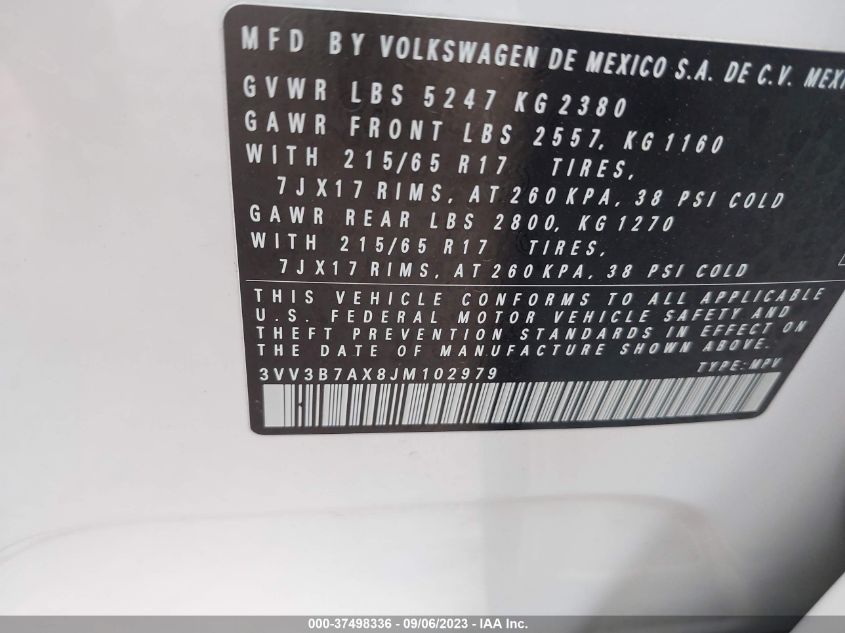 MFD BY VOLKSWAGEN DE MEXICO S.A. DE C.V.
GVWR LBS 5247 KG 2380
GAWR FRONT LBS 2557, KG 1160
WITH 215/65 R17 TIRES,
7JX17 RIMS, AT 260 KPA, 38 PSI COLD
GAWR REAR LBS 2800, KG 1270
WITH 215/65 R17 TIRES,
7JX17 RIMS, AT 260 KPA, 38 PSI COLD
THIS VEHICLE CONFORMS TO ALL APPLICABLE
U.S. FEDERAL MOTOR VEHICLE SAFETY AND
THEFT PREVENTION STANDARDS IN EFFECT ON
THE DATE OF MANUFACTURE SHOWN ABOVE.
3VV3B7AX8JM102979 TYPE: MPV
000-37498336 - 09/06/2023 - IAA Inc.